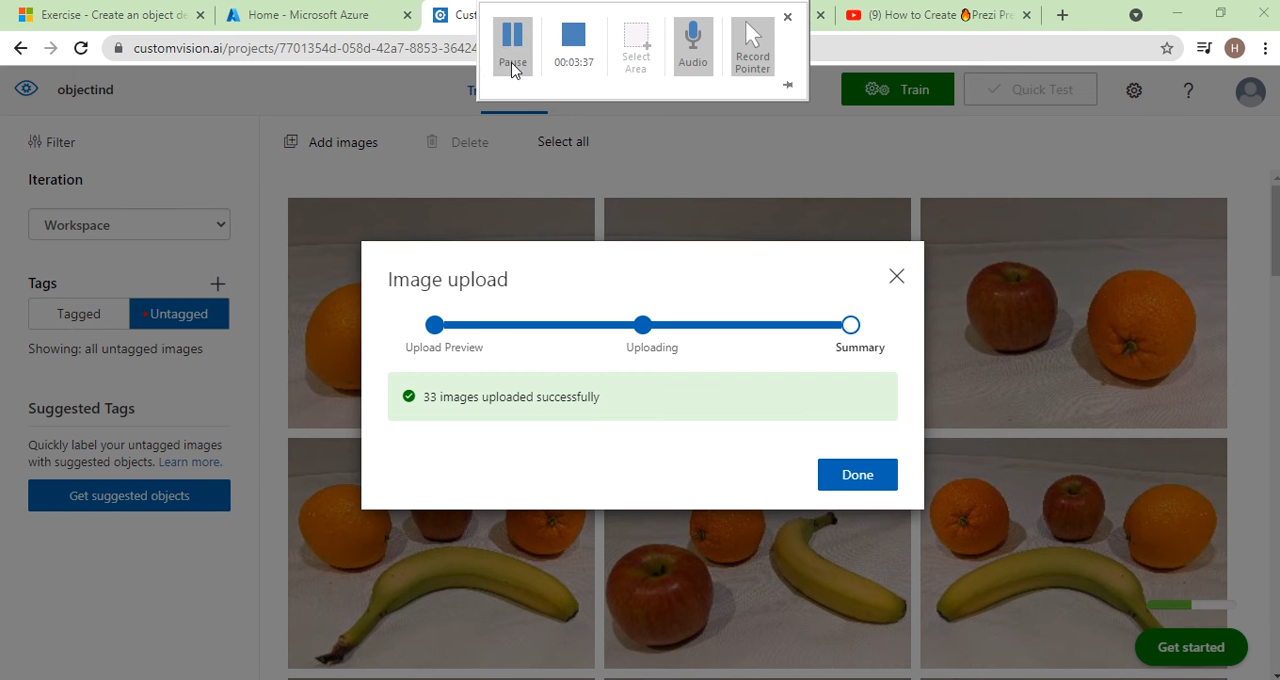 Exercise - Create an object de
Home - Microsoft Azure
Cust
(9) How to Create 🔥Prezi Pre
customvision.ai/projects/7701354d-058d-42a7-8853-36424
H
Pause
00:03:37
Select
Area
Audio
Record
Pointer
objectind
Tr
Train
Quick Test
?
Filter
Add images
Delete
Select all
Iteration
Workspace
Tags
Tagged
Untagged
Showing: all untagged images
Suggested Tags
Quickly label your untagged images
with suggested objects. Learn more.
Get suggested objects
Image upload
Upload Preview
Uploading
Summary
33 images uploaded successfully
Done
Get started